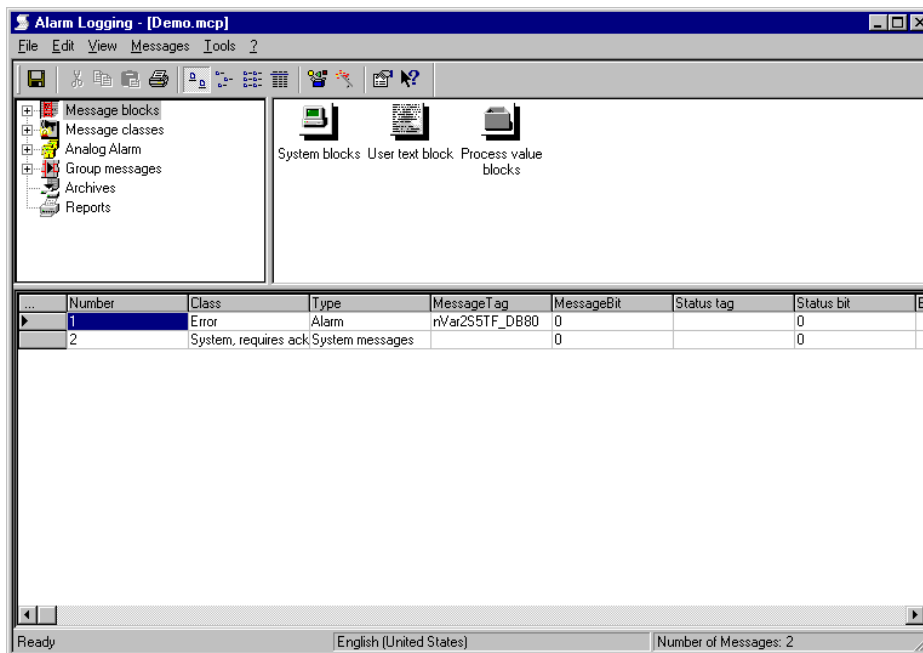 Alarm Logging - [Demo.mcp]
File Edit View Messages Tools ?
Message blocks
Message classes
Analog Alarm
Group messages
Archives
Reports
System blocks User text block Process value blocks
... Number Class Type MessageTag MessageBit Status tag Status bit E
1 Error Alarm nVar2S5TF_DB80 0 0
2 System, requires ack System messages 0 0
Ready English (United States) Number of Messages: 2